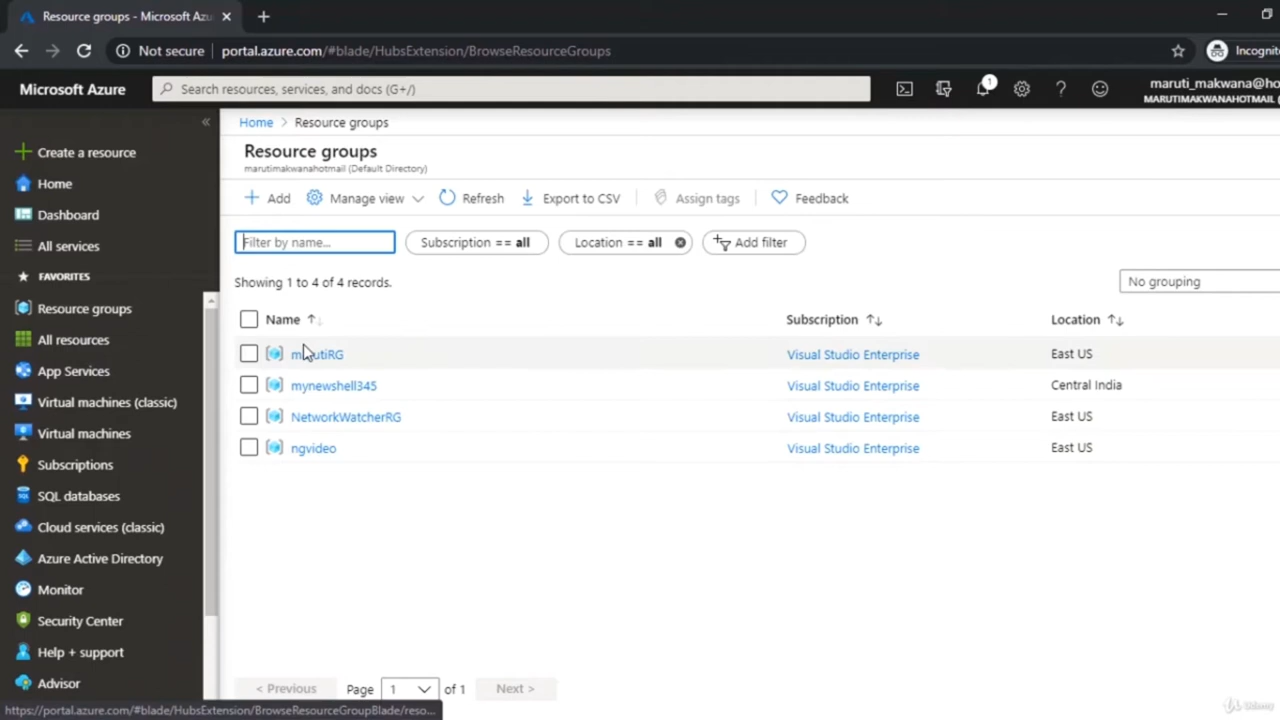 Resource groups - Microsoft Azu
Not secure portal.azure.com/#blade/HubsExtension/BrowseResourceGroups Incognito
Microsoft Azure Search resources, services, and docs (G+/) 1 maruti_makwana@ho
MARUTIMAKWANAHOTMAIL (
Home > Resource groups
Resource groups
marutimakwanahotmail (Default Directory)
Add Manage view Refresh Export to CSV Assign tags Feedback
Filter by name... Subscription == all Location == all Add filter
Showing 1 to 4 of 4 records. No grouping
Name Subscription Location
marutiRG Visual Studio Enterprise East US
mynewshell345 Visual Studio Enterprise Central India
NetworkWatcherRG Visual Studio Enterprise East US
ngvideo Visual Studio Enterprise East US
< Previous Page 1 of 1 Next >
Create a resource
Home
Dashboard
All services
FAVORITES
Resource groups
All resources
App Services
Virtual machines (classic)
Virtual machines
Subscriptions
SQL databases
Cloud services (classic)
Azure Active Directory
Monitor
Security Center
Help + support
Advisor
https://portal.azure.com/#blade/HubsExtension/BrowseResourceGroupBlade/reso...
Udemy